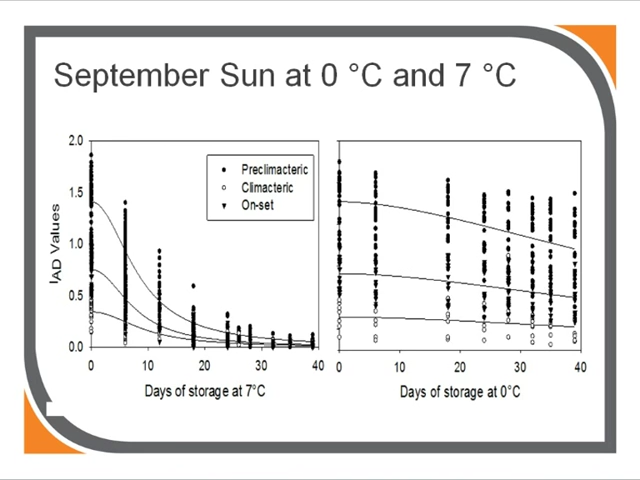 September Sun at 0 °C and 7 °C
2.0
1.5
1.0
0.5
0.0
I_AD Values
Preclimacteric
Climacteric
On-set
0 10 20 30 40
0 10 20 30 40
Days of storage at 7°C
Days of storage at 0°C